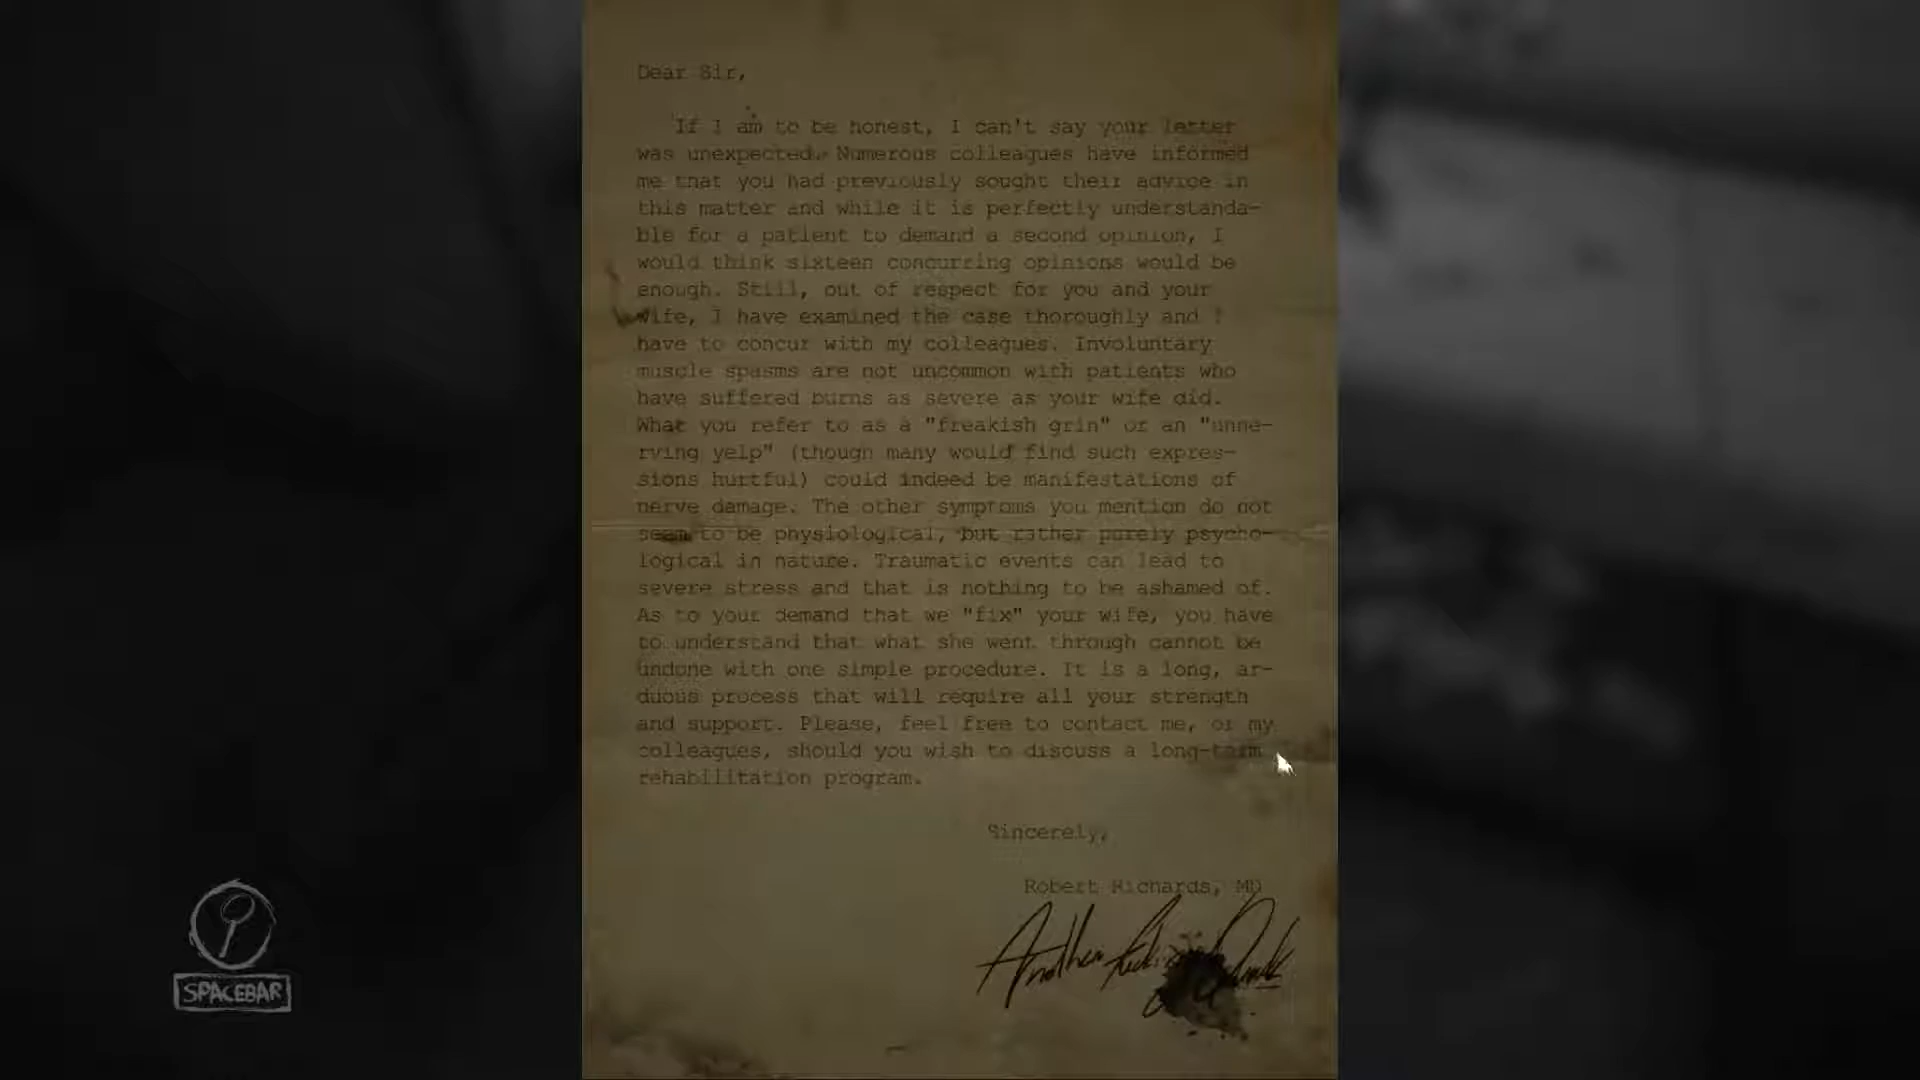 Dear Sir,
If I am to be honest, I can't say your letter
was unexpected. Numerous colleagues have informed
me that you had previously sought their advice in
this matter and while it is perfectly understanda-
ble for a patient to demand a second opinion, I
would think sixteen concurring opinions would be
enough. Still, out of respect for you and your
wife, I have examined the case thoroughly and I
have to concur with my colleagues. Involuntary
muscle spasms are not uncommon with patients who
have suffered burns as severe as your wife did.
What you refer to as a "freakish grin" or an "unne-
rving yelp" (though many would find such expres-
sions hurtful) could indeed be manifestations of
nerve damage. The other symptoms you mention do not
seem to be physiological, but rather purely psycho-
logical in nature. Traumatic events can lead to
severe stress and that is nothing to be ashamed of.
As to your demand that we "fix" your wife, you have
to understand that what she went through cannot be
undone with one simple procedure. It is a long, ar-
duous process that will require all your strength
and support. Please, feel free to contact me, or my
colleagues, should you wish to discuss a long-term
rehabilitation program.
Sincerely,
Robert Richards, MD
Another
SPACEBAR